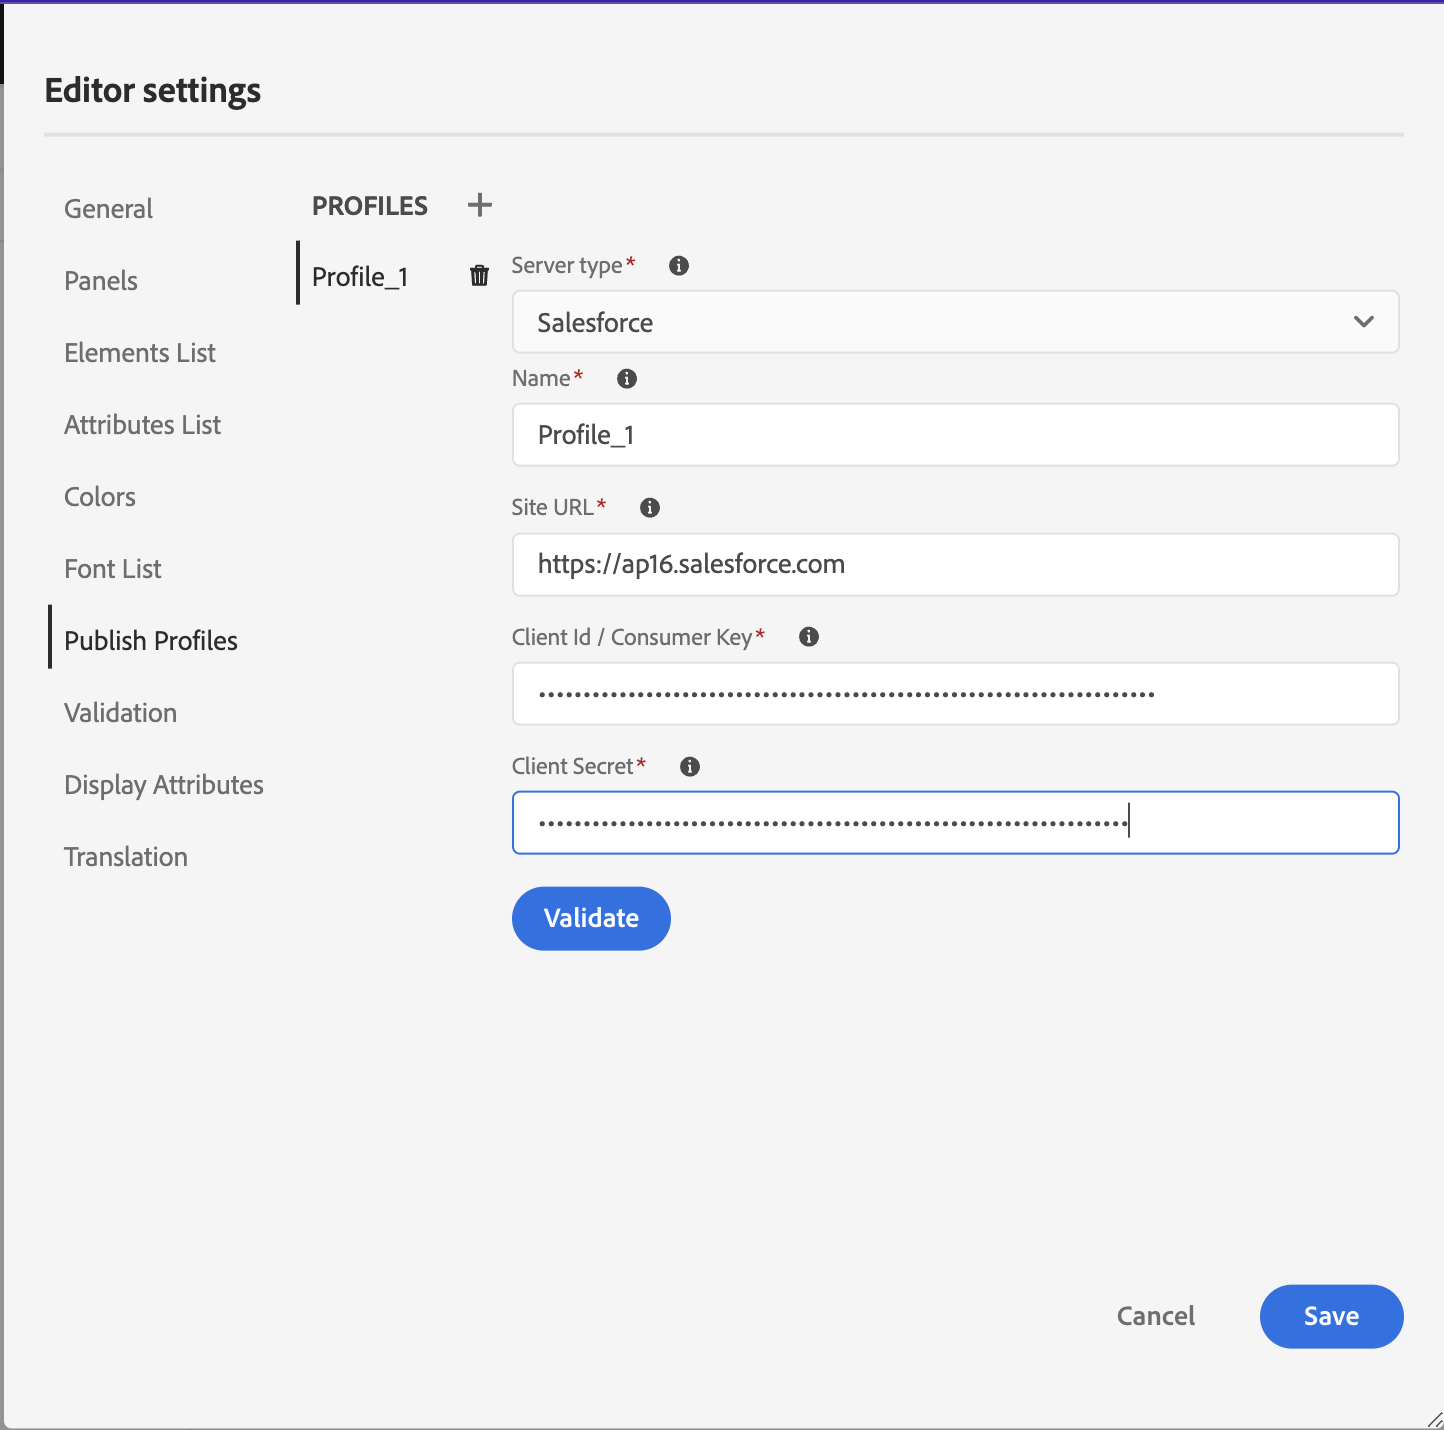 Editor settings
General
Panels
Elements List
Attributes List
Colors
Font List
Publish Profiles
Validation
Display Attributes
Translation
PROFILES
Profile_1
Server type*
Salesforce
Name*
Profile_1
Site URL*
https://ap16.salesforce.com
Client Id / Consumer Key*
Client Secret*
Validate
Cancel
Save